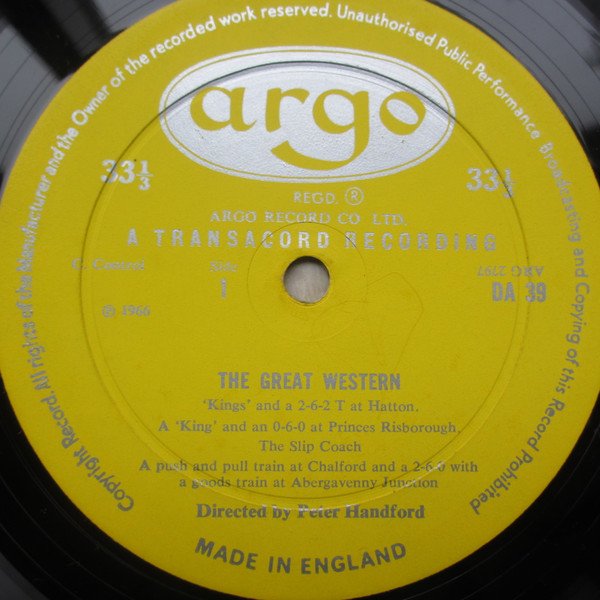 Copyright Record. All rights of the Manufacturer and the Owner of the recorded work reserved. Unauthorised Public Performance Broadcasting and Copying of this Record Prohibited
argo
33⅓
33⅓
REGD. ®
ARGO RECORD CO. LTD.
A TRANSACORD RECORDING
Side
1
ARG 2797
DA 39
℗ 1966
THE GREAT WESTERN
'Kings' and a 2-6-2 T at Hatton.
A 'King' and an 0-6-0 at Princes Risborough,
The Slip Coach
A push and pull train at Chalford and a 2-6-0 with
a goods train at Abergavenny Junction
Directed by Peter Handford
MADE IN ENGLAND